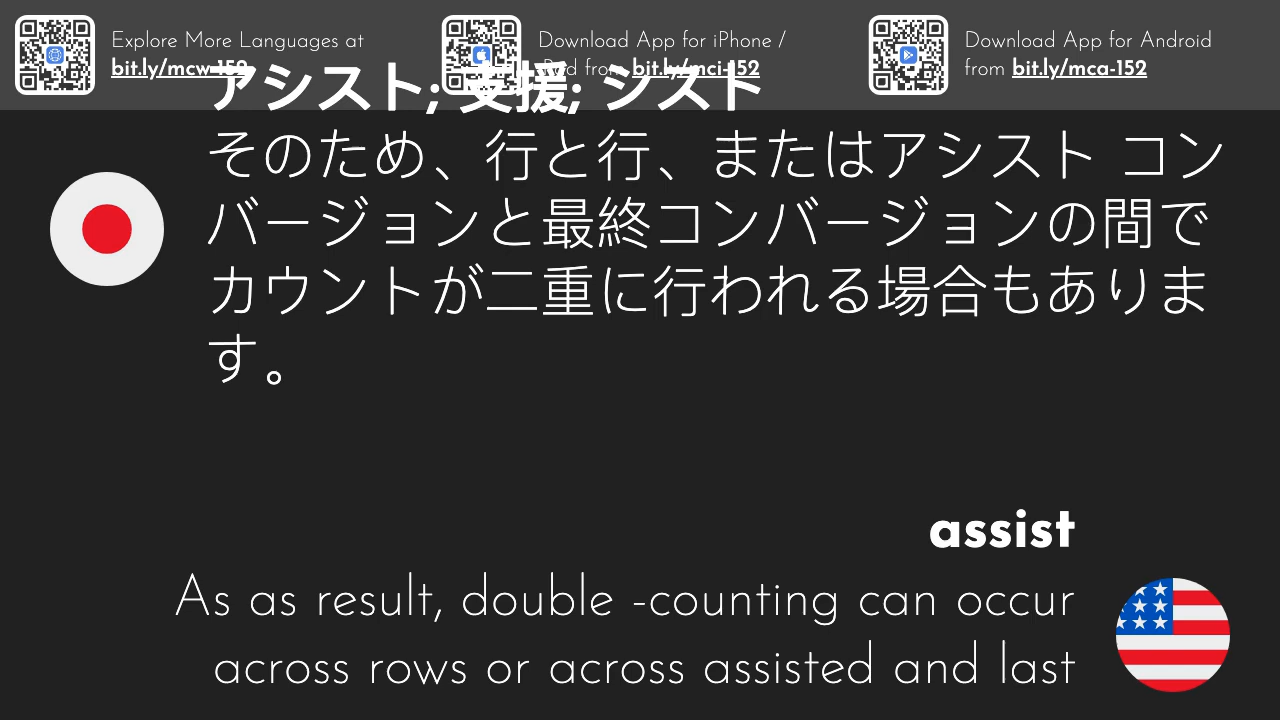 Explore More Languages at
bit.ly/mcw-152
Download App for iPhone /
iPad from bit.ly/mci-152
Download App for Android
from bit.ly/mca-152
アシスト; 支援; シスト
そのため、行と行、またはアシスト コン
バージョンと最終コンバージョンの間で
カウントが二重に行われる場合もありま
す。
assist
As as result, double -counting can occur
across rows or across assisted and last